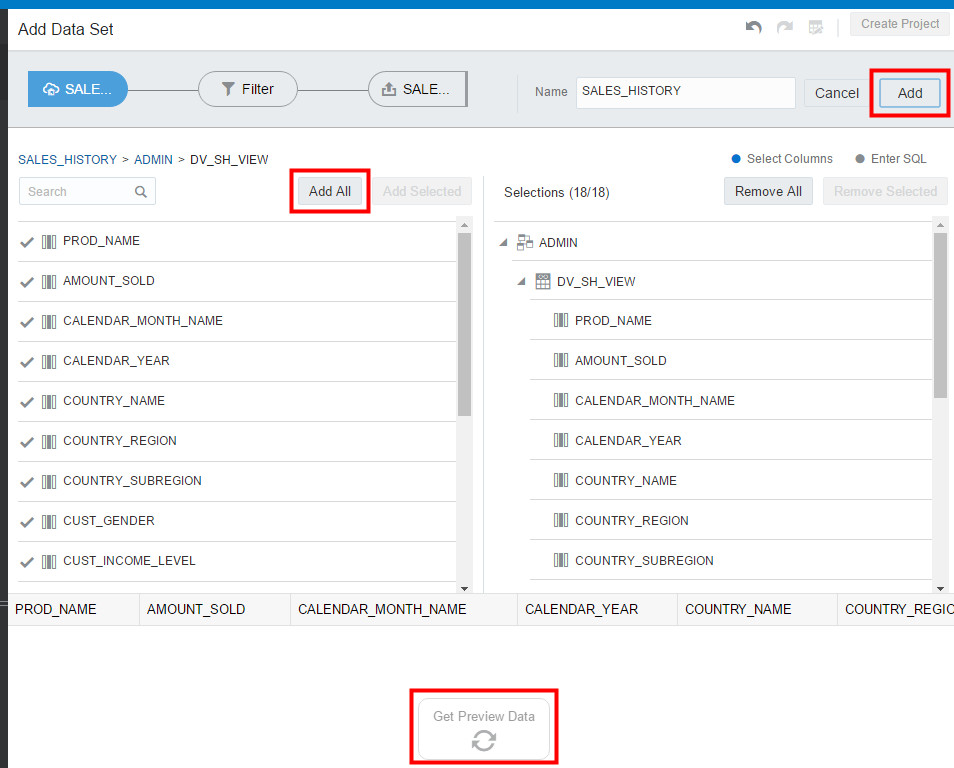 Add Data Set
Create Project
SALE...
Filter
SALE...
Name
SALES_HISTORY
Cancel
Add
SALES_HISTORY > ADMIN > DV_SH_VIEW
Select Columns
Enter SQL
Search
Add All
Add Selected
Selections (18/18)
Remove All
Remove Selected
PROD_NAME
AMOUNT_SOLD
CALENDAR_MONTH_NAME
CALENDAR_YEAR
COUNTRY_NAME
COUNTRY_REGION
COUNTRY_SUBREGION
CUST_GENDER
CUST_INCOME_LEVEL
ADMIN
DV_SH_VIEW
PROD_NAME
AMOUNT_SOLD
CALENDAR_MONTH_NAME
CALENDAR_YEAR
COUNTRY_NAME
COUNTRY_REGION
COUNTRY_SUBREGION
PROD_NAME AMOUNT_SOLD CALENDAR_MONTH_NAME CALENDAR_YEAR COUNTRY_NAME COUNTRY_REGIO
Get Preview Data